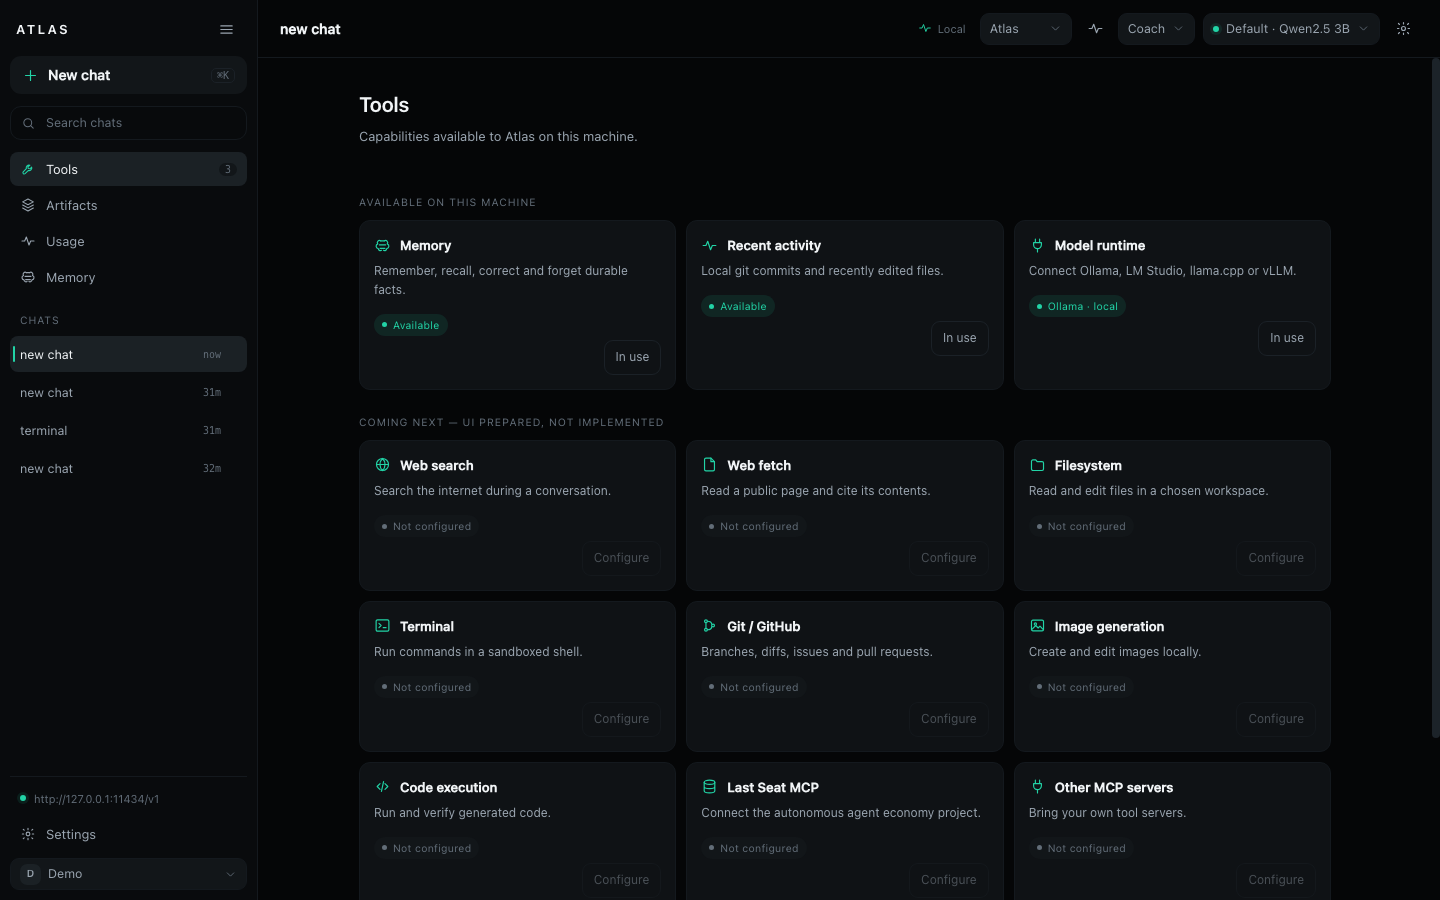 ATLAS
New chat
⌘K
Search chats
Tools
3
Artifacts
Usage
Memory
CHATS
new chat
now
new chat
31m
terminal
31m
new chat
32m
http://127.0.0.1:11434/v1
Settings
D
Demo
new chat
Local
Atlas
Coach
Default · Qwen2.5 3B
Tools
Capabilities available to Atlas on this machine.
AVAILABLE ON THIS MACHINE
Memory
Remember, recall, correct and forget durable
facts.
Available
In use
Recent activity
Local git commits and recently edited files.
Available
In use
Model runtime
Connect Ollama, LM Studio, llama.cpp or vLLM.
Ollama · local
In use
COMING NEXT — UI PREPARED, NOT IMPLEMENTED
Web search
Search the internet during a conversation.
Not configured
Configure
Web fetch
Read a public page and cite its contents.
Not configured
Configure
Filesystem
Read and edit files in a chosen workspace.
Not configured
Configure
Terminal
Run commands in a sandboxed shell.
Not configured
Configure
Git / GitHub
Branches, diffs, issues and pull requests.
Not configured
Configure
Image generation
Create and edit images locally.
Not configured
Configure
Code execution
Run and verify generated code.
Not configured
Configure
Last Seat MCP
Connect the autonomous agent economy project.
Not configured
Configure
Other MCP servers
Bring your own tool servers.
Not configured
Configure